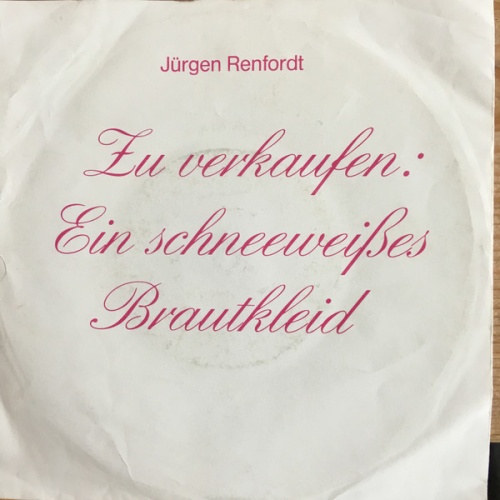 Jürgen Renfordt
Zu verkaufen:
Ein schneeweißes
Brautkleid